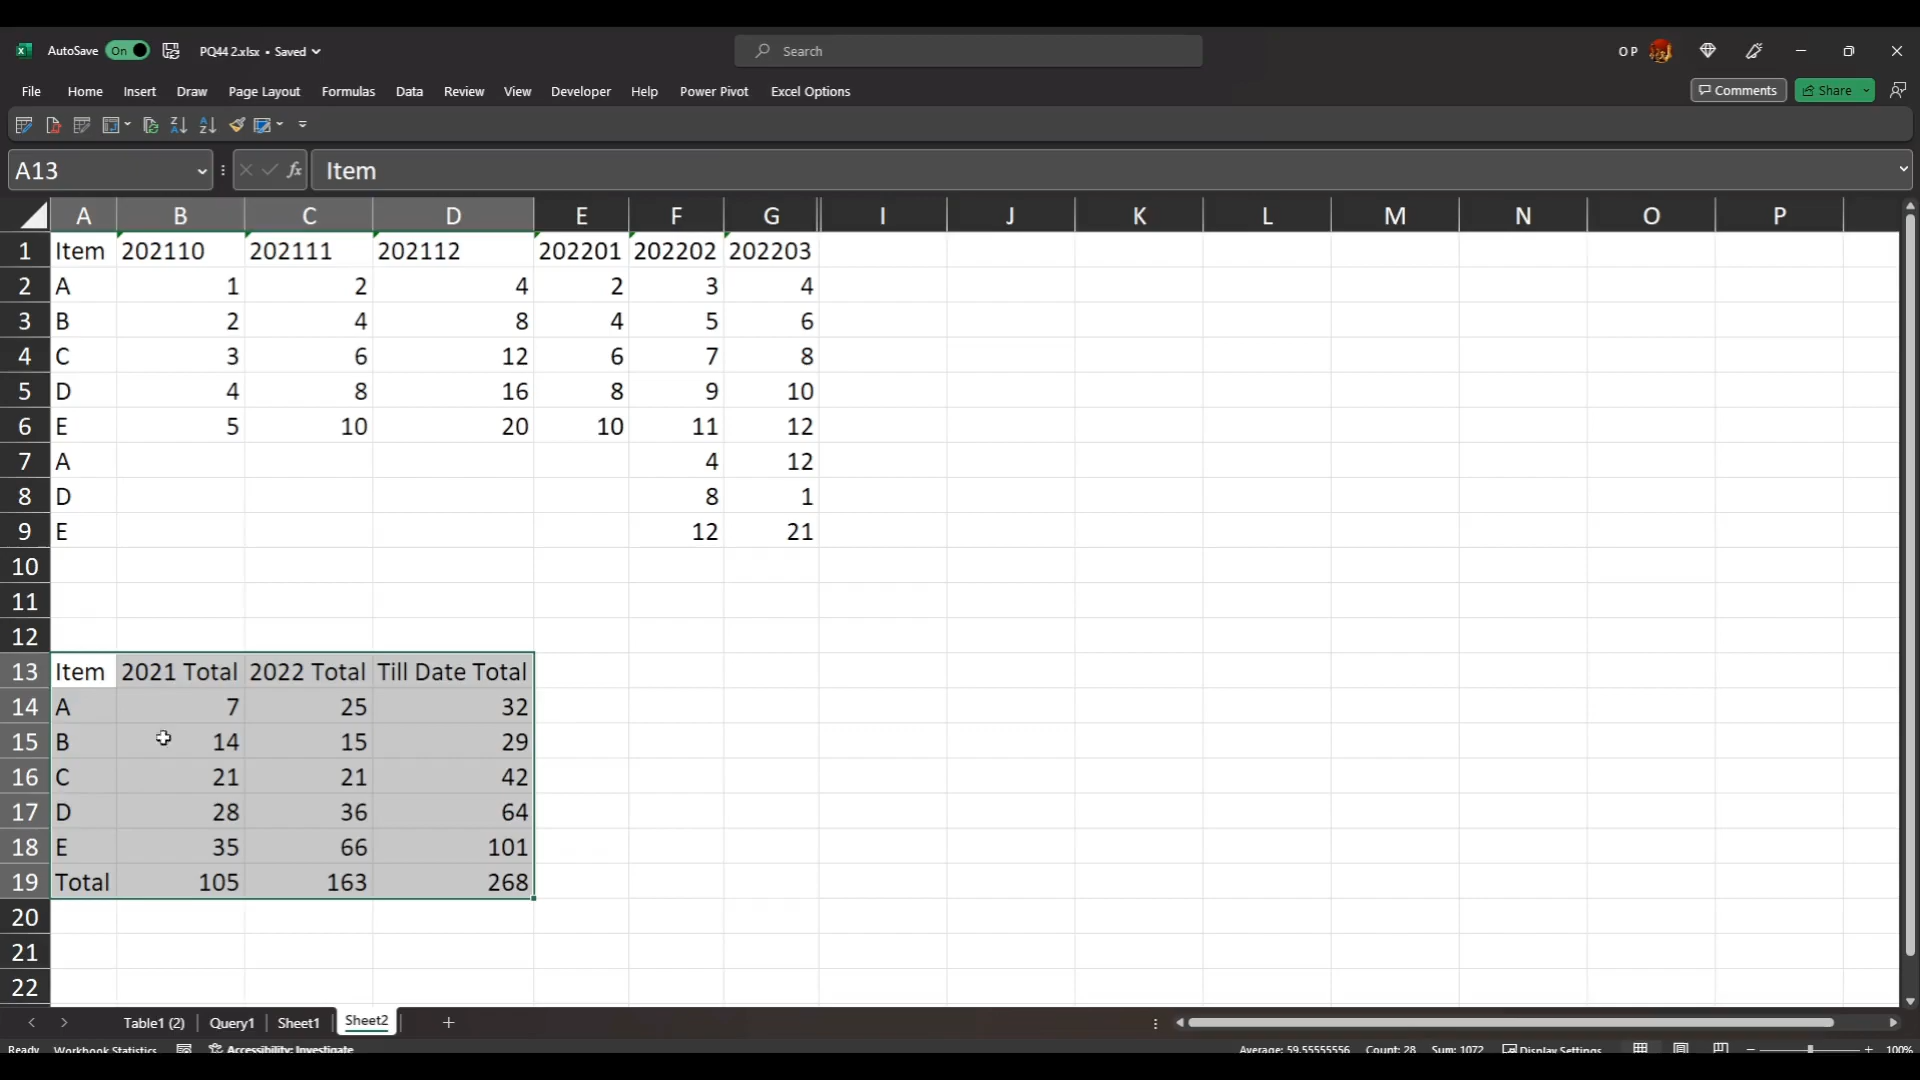 AutoSave On PQ44 2.xlsx • Saved Search O P
File Home Insert Draw Page Layout Formulas Data Review View Developer Help Power Pivot Excel Options Comments Share
A13 fx Item
A B C D E F G I J K L M N O P
1 Item 202110 202111 202112 202201 202202 202203
2 A 1 2 4 2 3 4
3 B 2 4 8 4 5 6
4 C 3 6 12 6 7 8
5 D 4 8 16 8 9 10
6 E 5 10 20 10 11 12
7 A 4 12
8 D 8 1
9 E 12 21
10
11
12
13 Item 2021 Total 2022 Total Till Date Total
14 A 7 25 32
15 B 14 15 29
16 C 21 21 42
17 D 28 36 64
18 E 35 66 101
19 Total 105 163 268
20
21
22
Table1 (2) Query1 Sheet1 Sheet2
Ready Workbook Statistics Accessibility: Investigate Average: 59.55555556 Count: 28 Sum: 1072 Display Settings 100%